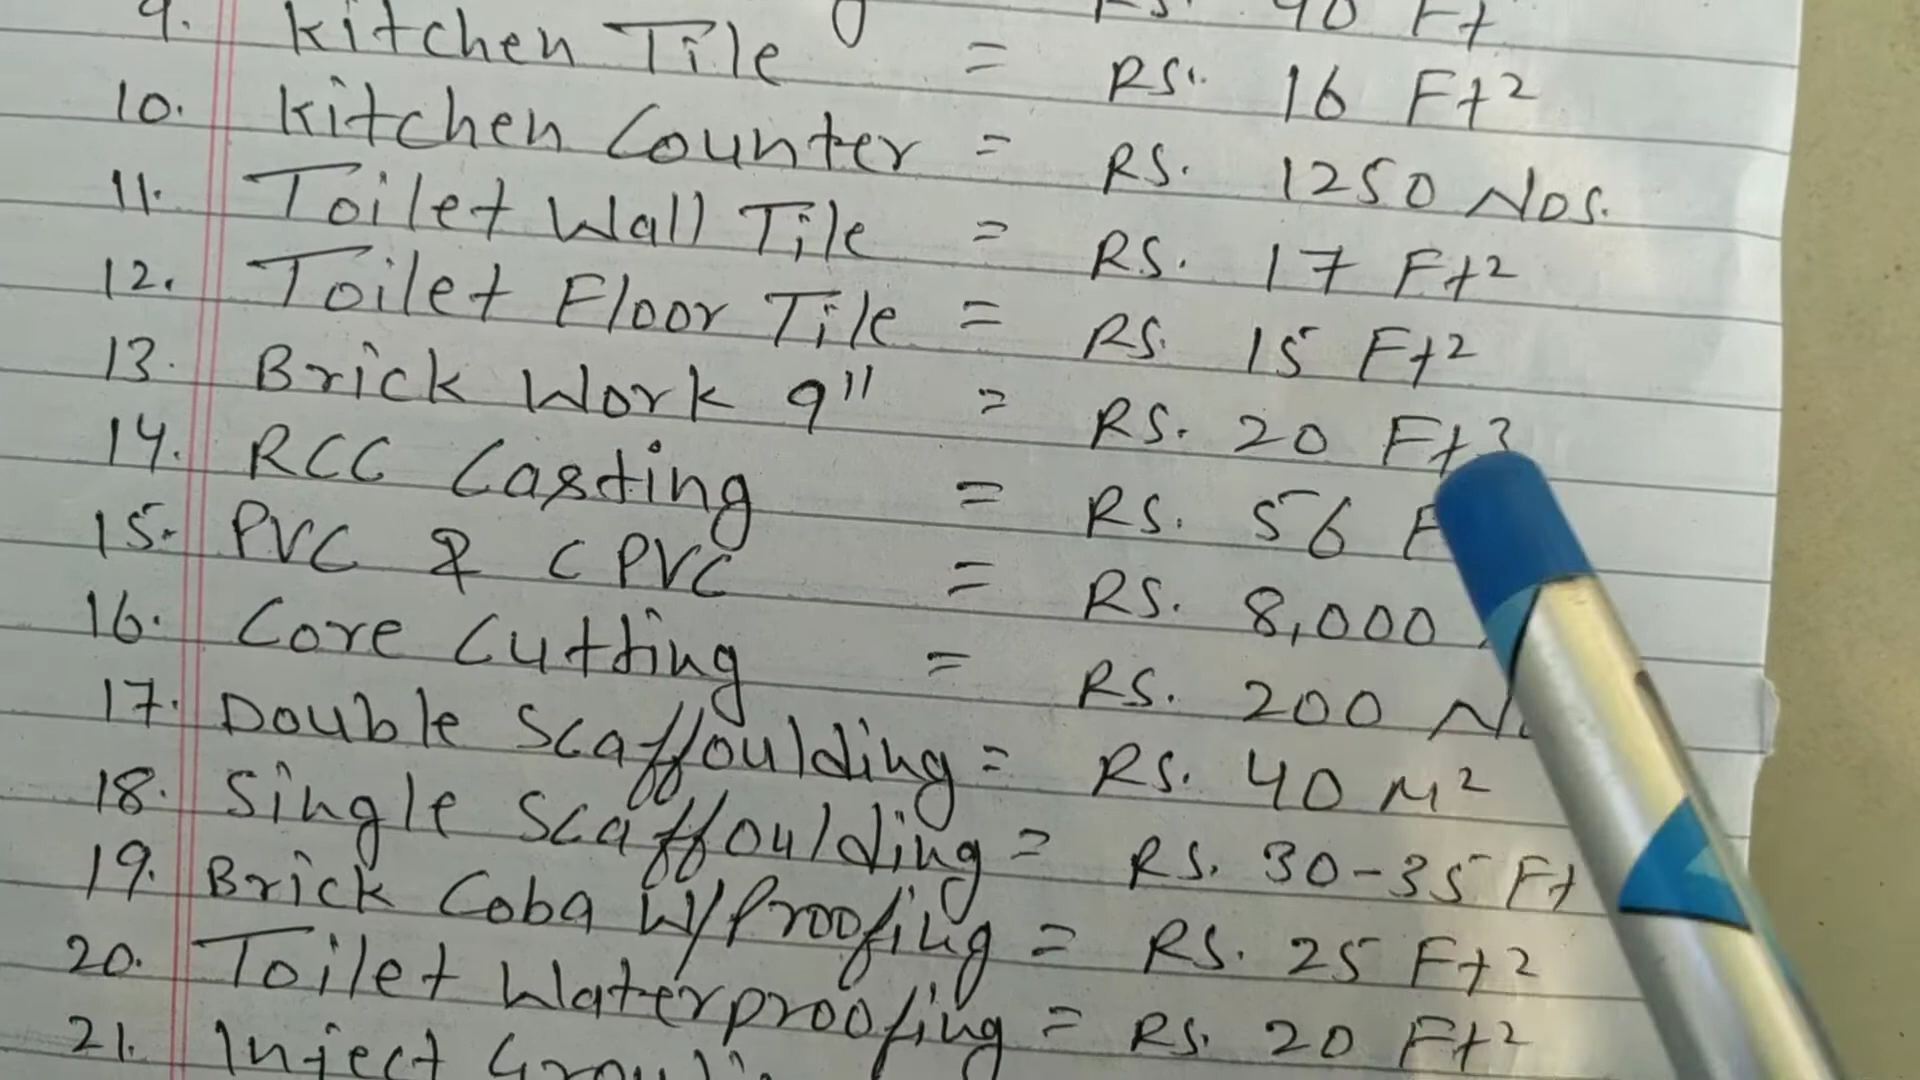 Rs. 40 Ft
9. Kitchen Tile = Rs. 16 Ft²
10. Kitchen Counter = Rs. 1250 Nos.
11. Toilet Wall Tile = Rs. 17 Ft²
12. Toilet Floor Tile = Rs. 15 Ft²
13. Brick Work 9" = Rs. 20 Ft³
14. RCC Casting = Rs. 56 F
15. PVC & CPVC = Rs. 8,000
16. Core Cutting = Rs. 200 No
17. Double Scaffoulding = Rs. 40 M²
18. Single Scaffoulding = Rs. 30-35 Ft
19. Brick Coba W/Proofing = Rs. 25 Ft²
20. Toilet Waterproofing = Rs. 20 Ft²
21. Inject